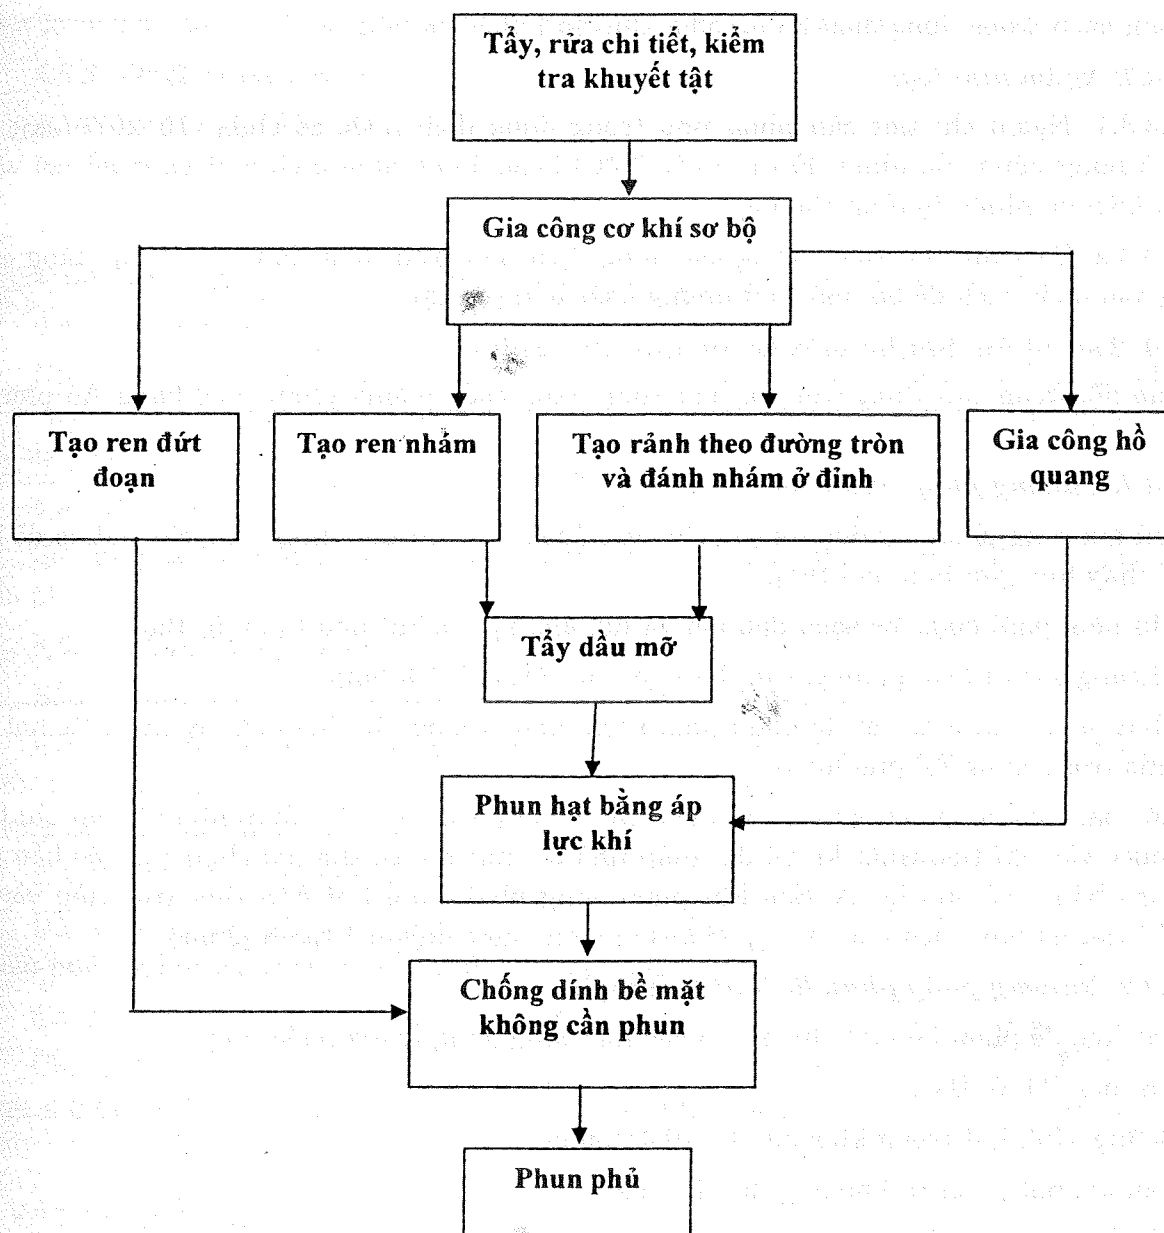 Tẩy, rửa chi tiết, kiểm
tra khuyết tật
Gia công cơ khí sơ bộ
Tạo ren đứt
đoạn
Tạo ren nhám
Tạo rảnh theo đường tròn
và đánh nhám ở đỉnh
Gia công hồ
quang
Tẩy dầu mỡ
Phun hạt bằng áp
lực khí
Chống dính bề mặt
không cần phun
Phun phủ